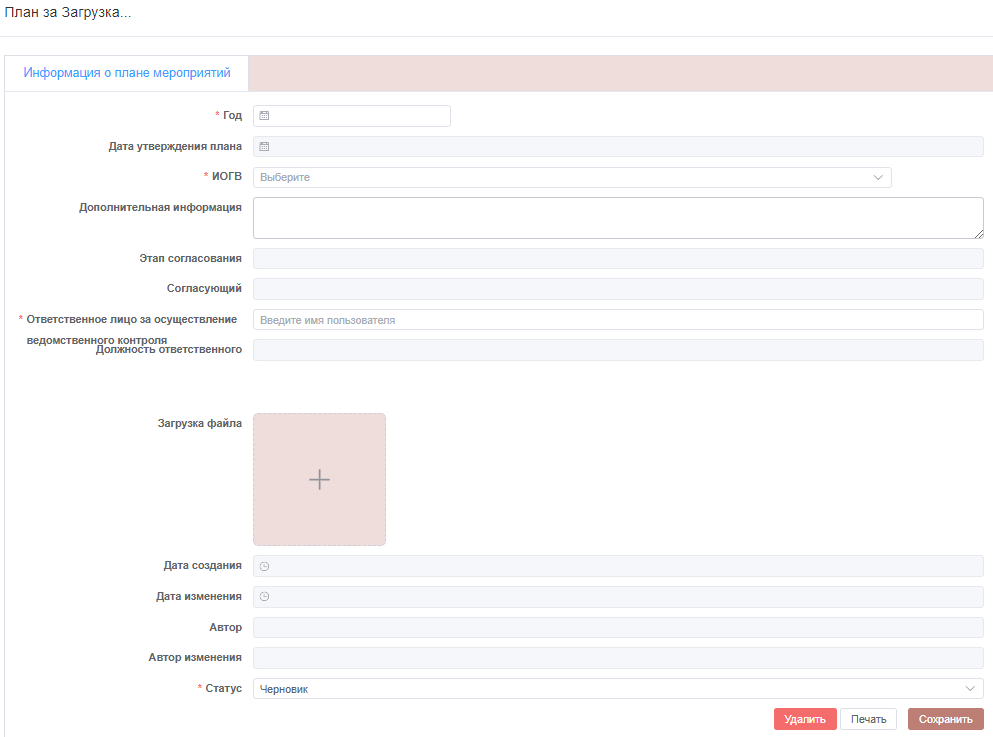 План за Загрузка...
Информация о плане мероприятий
* Год
Дата утверждения плана
* ИОГВ
Выберите
Дополнительная информация
Этап согласования
Согласующий
* Ответственное лицо за осуществление
ведомственного контроля
Введите имя пользователя
Должность ответственного
Загрузка файла
Дата создания
Дата изменения
Автор
Автор изменения
* Статус
Черновик
Удалить
Печать
Сохранить